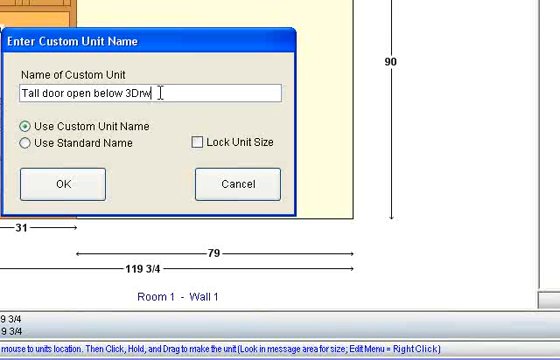 Enter Custom Unit Name
Name of Custom Unit
Tall door open below 3Drw
Use Custom Unit Name
Use Standard Name
Lock Unit Size
OK
Cancel
90
31
79
119 3/4
Room 1 - Wall 1
9 3/4
9 3/4
mouse to units location. Then Click, Hold, and Drag to make the unit (Look in message area for size; Edit Menu = Right Click)